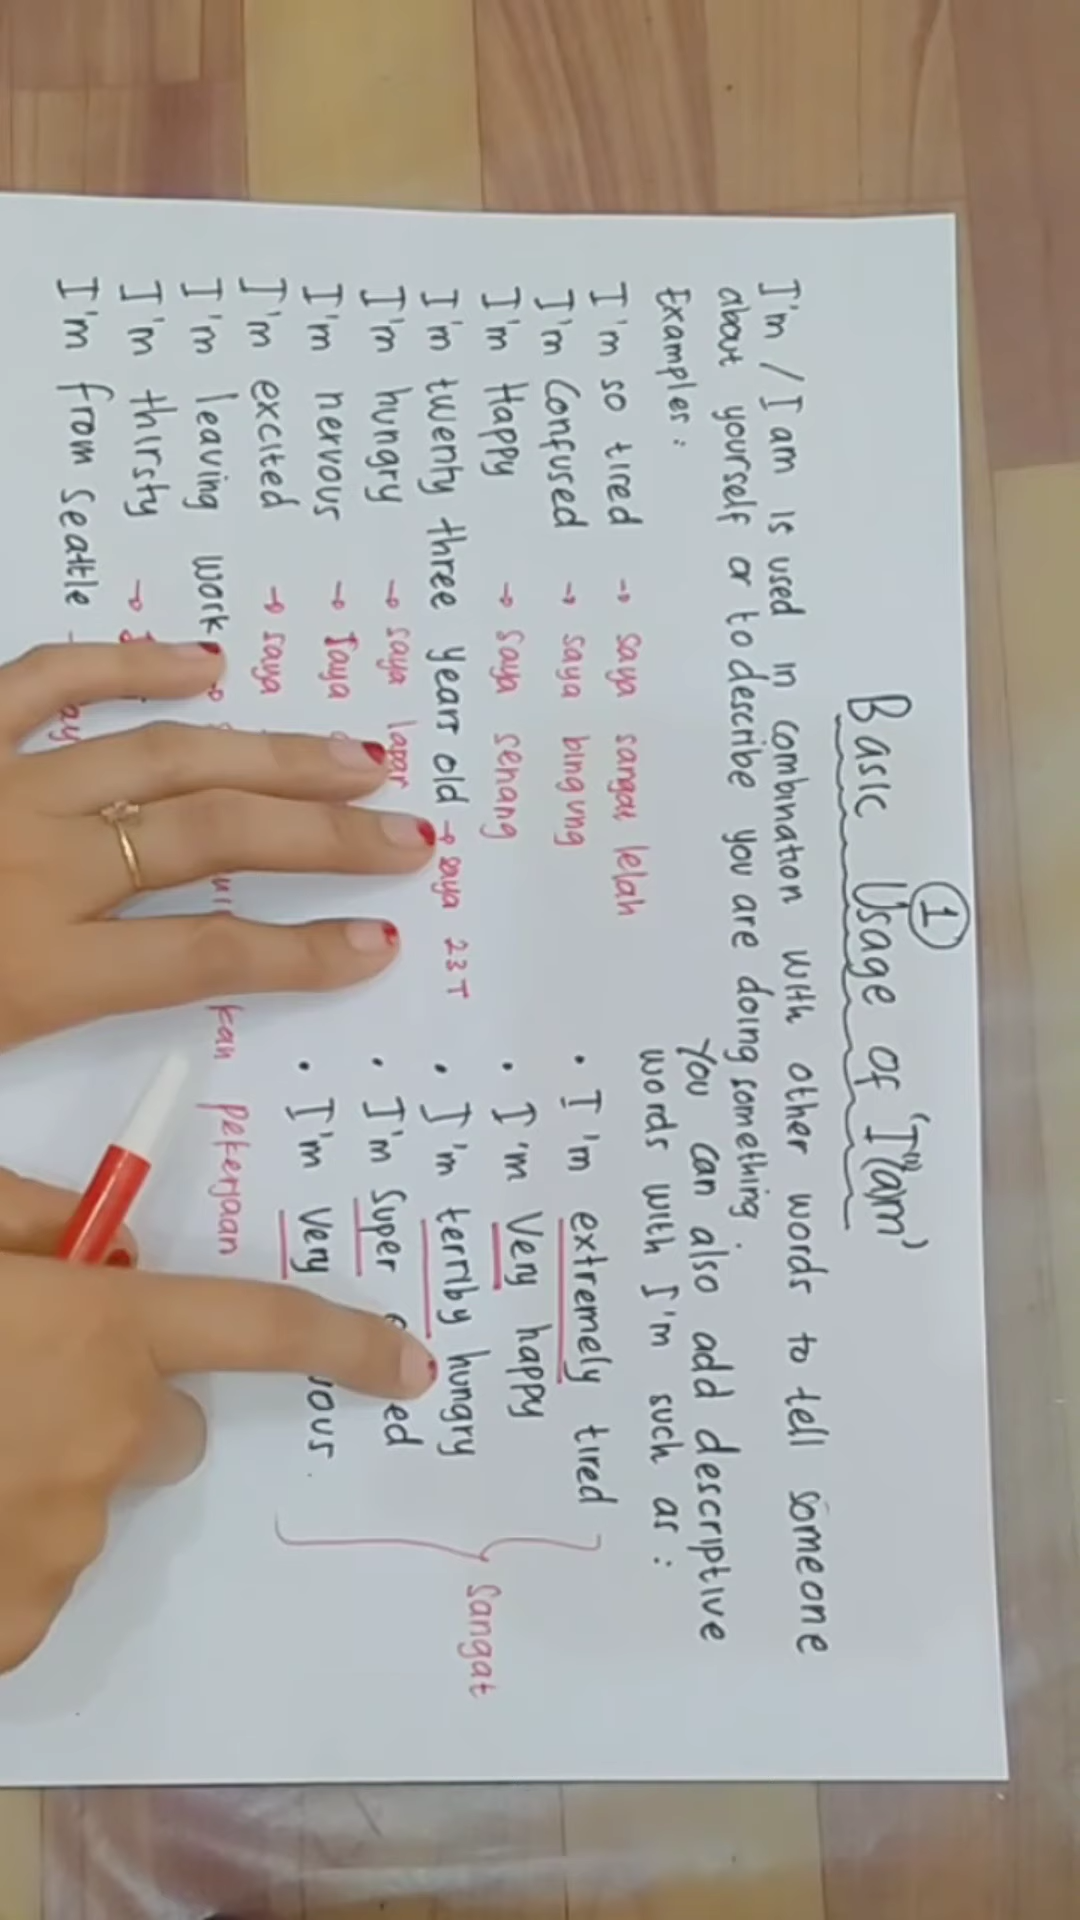 1
Basic Usage of "I'(am)"
I'm / I am is used in combination with other words to tell someone
about yourself or to describe you are doing something.
Examples :
I'm so tired → saya sangat lelah
I'm Confused → saya bingung
I'm Happy → saya senang
I'm twenty three years old → saya 23 T
I'm hungry → saya lapar
I'm nervous → saya
I'm excited → saya
I'm leaving work → kan pekerjaan
I'm thirsty →
I'm from Seattle
You can also add descriptive
words with I'm such as :
• I'm extremely tired
• I'm Very happy
• I'm terriby hungry
• I'm Super
• I'm Very
sangat